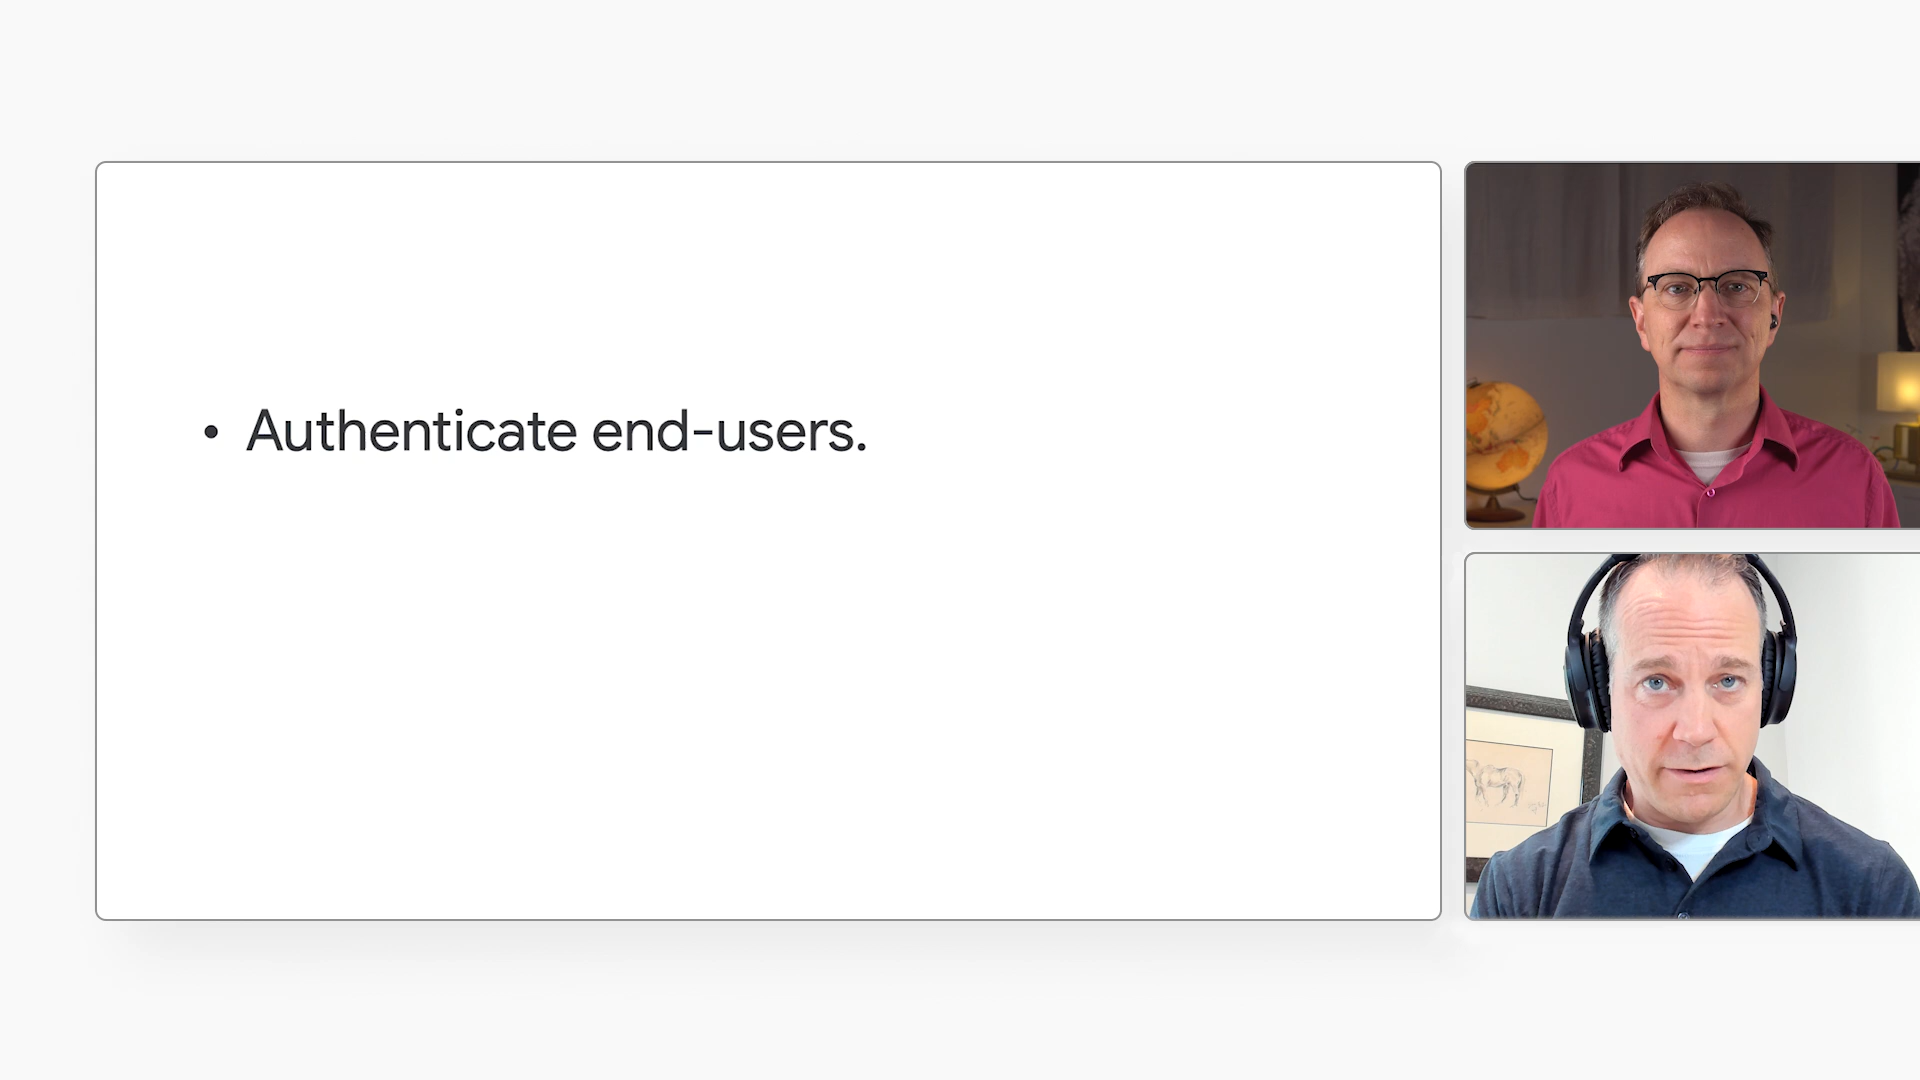 • Authenticate end-users.